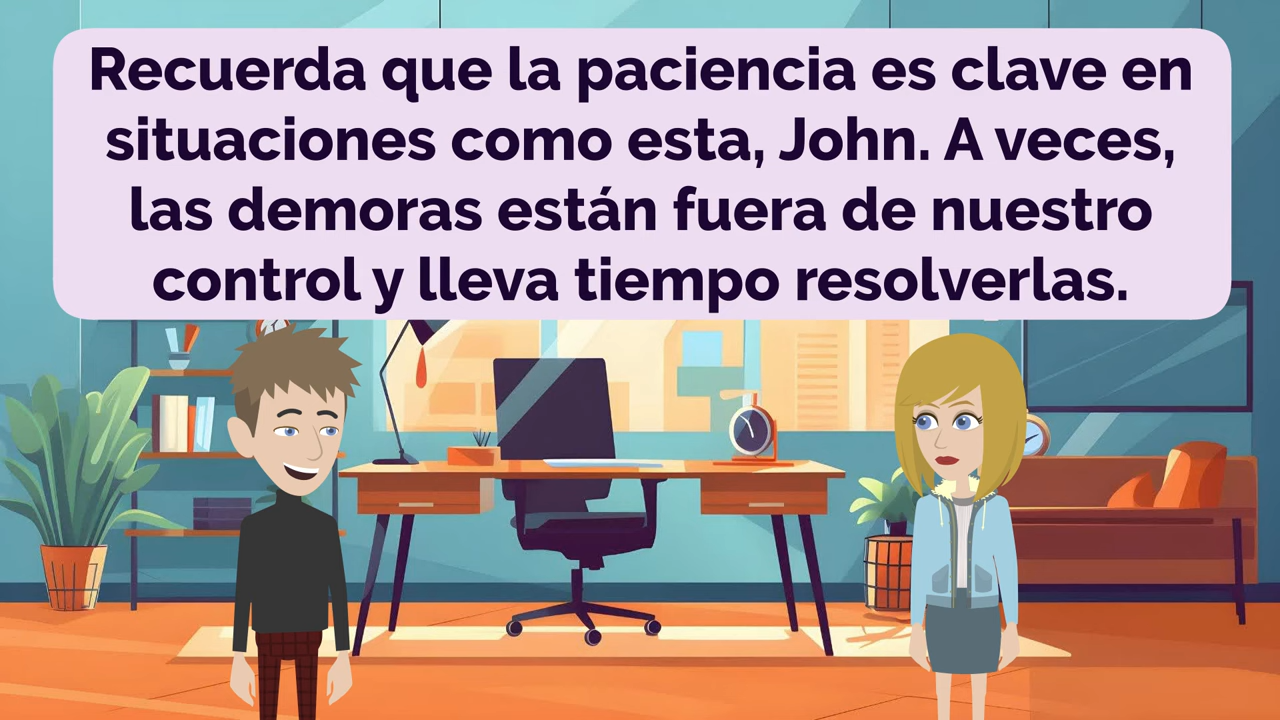 Recuerda que la paciencia es clave en
situaciones como esta, John. A veces,
las demoras están fuera de nuestro
control y lleva tiempo resolverlas.